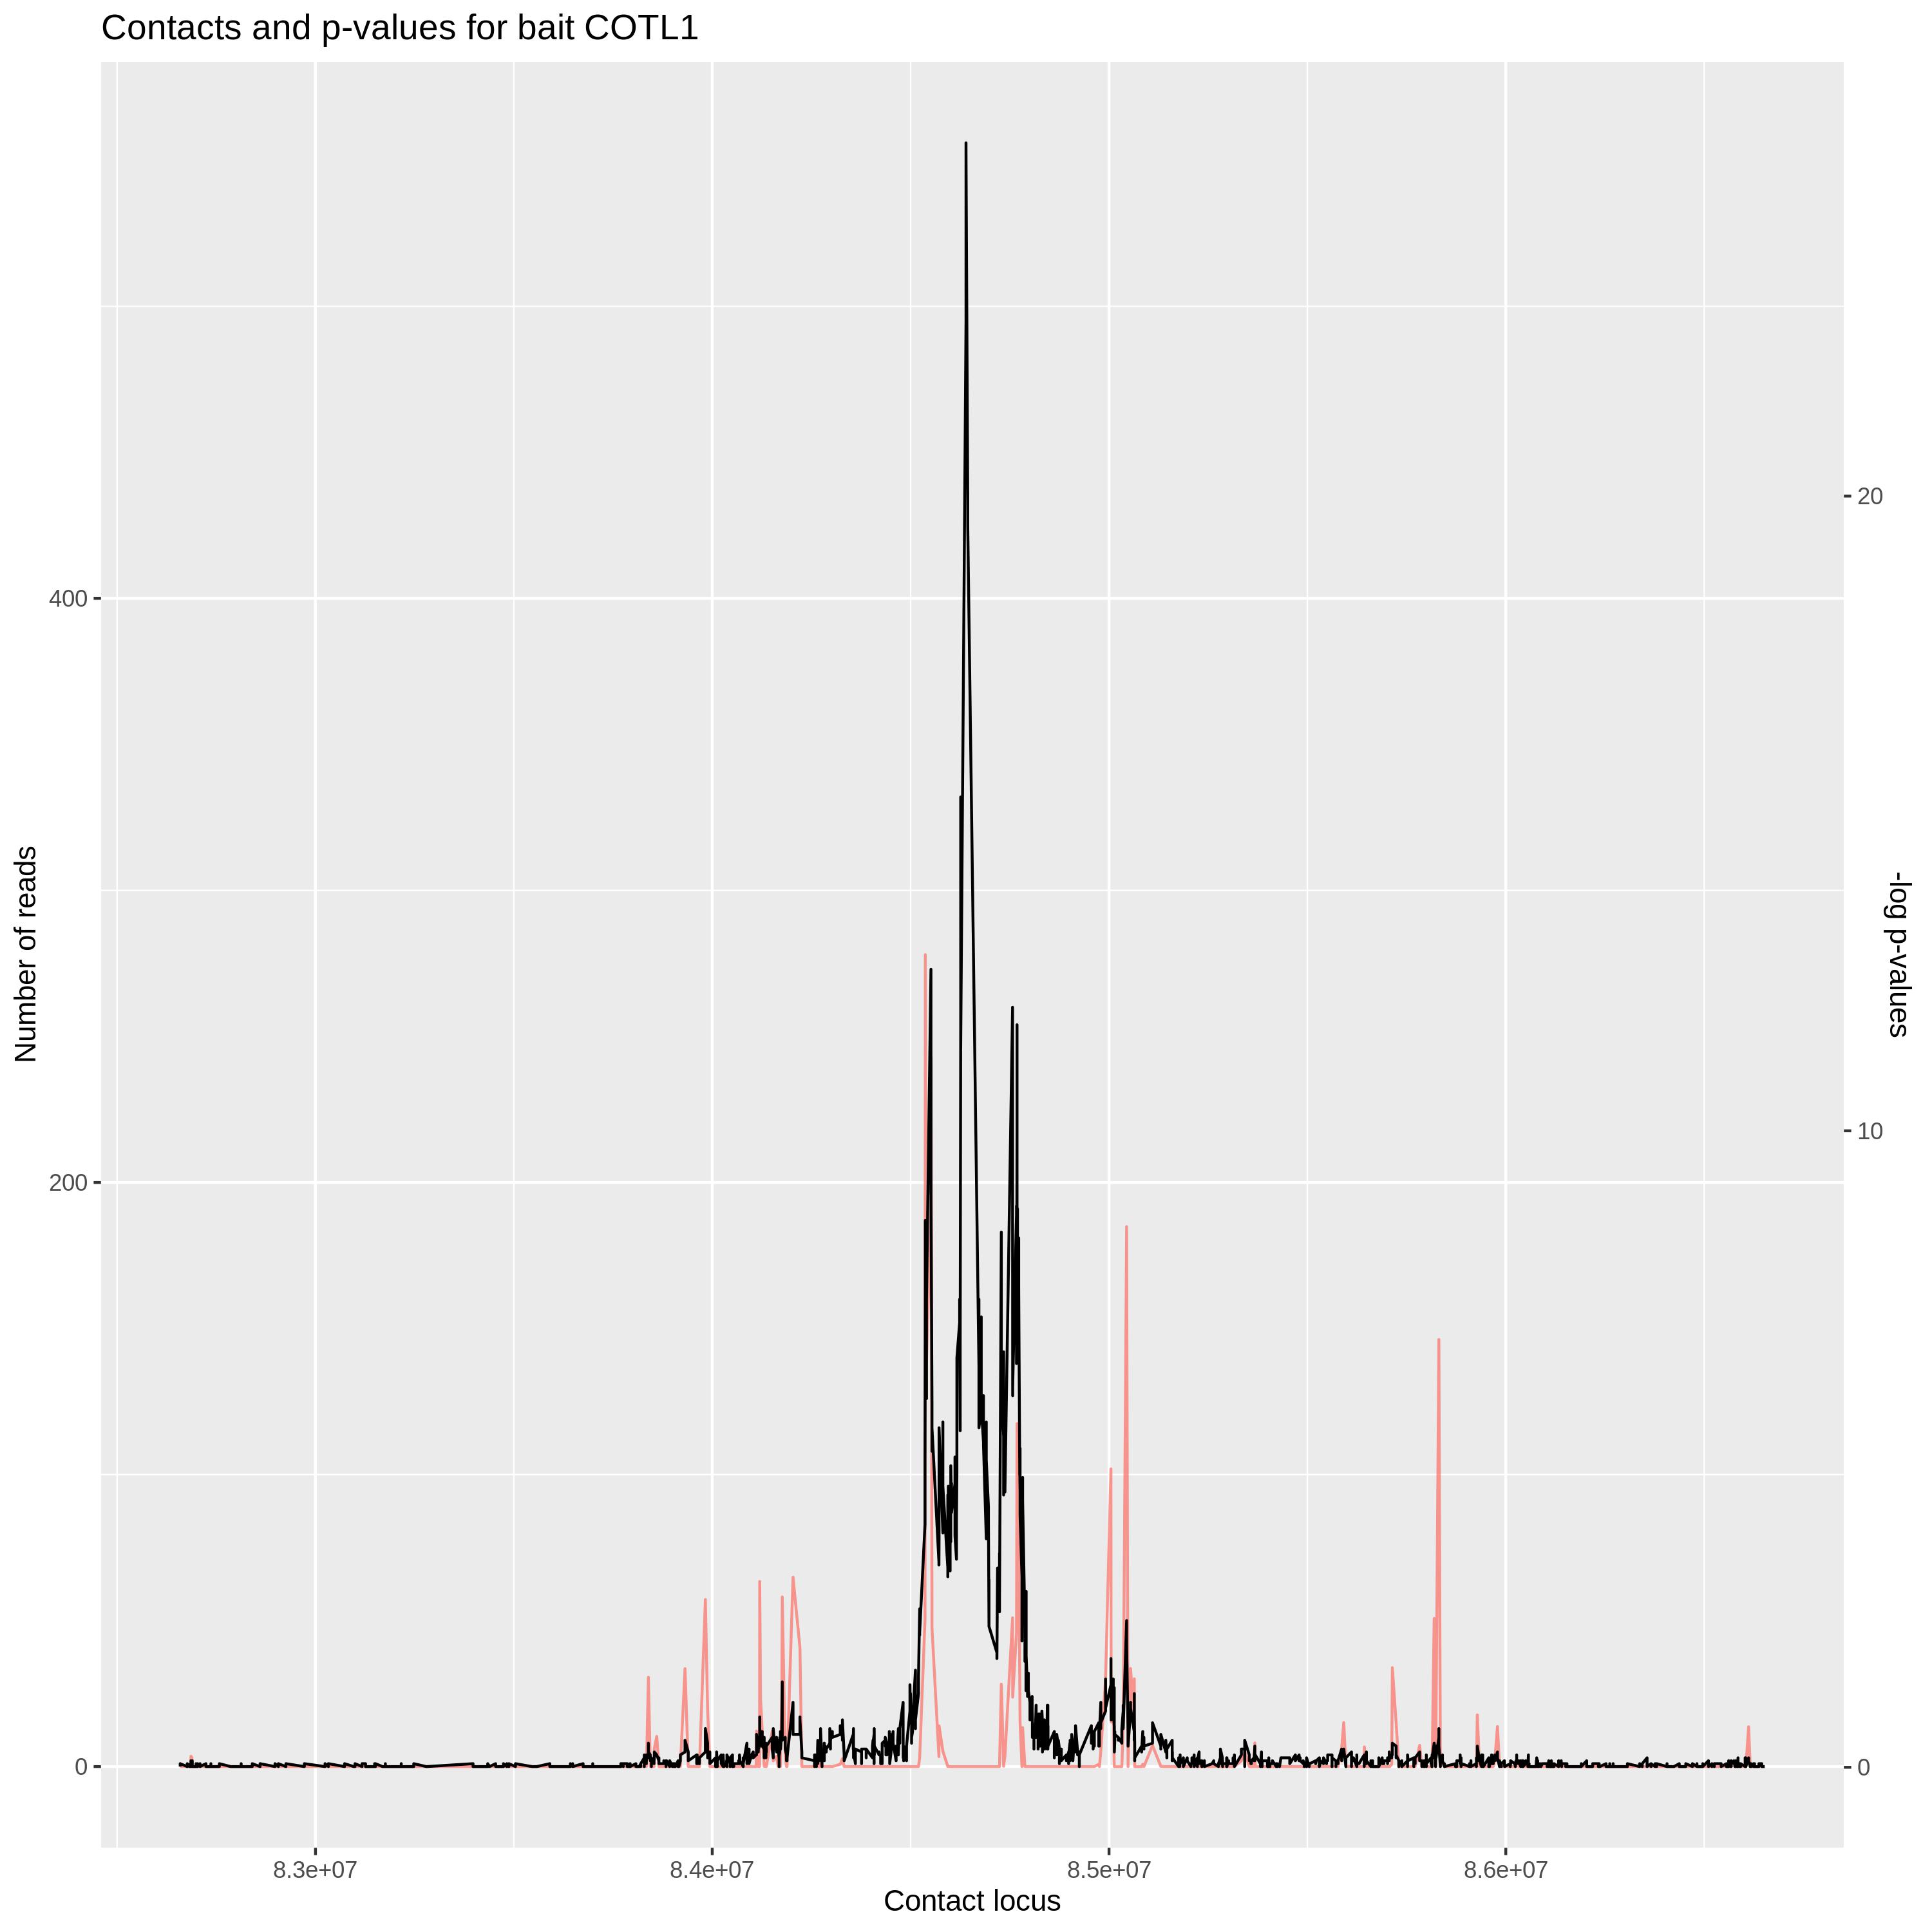 Contacts and p-values for bait COTL1
Number of reads
400
200
0
20
10
0
-log p-values
8.3e+07
8.4e+07
8.5e+07
8.6e+07
Contact locus